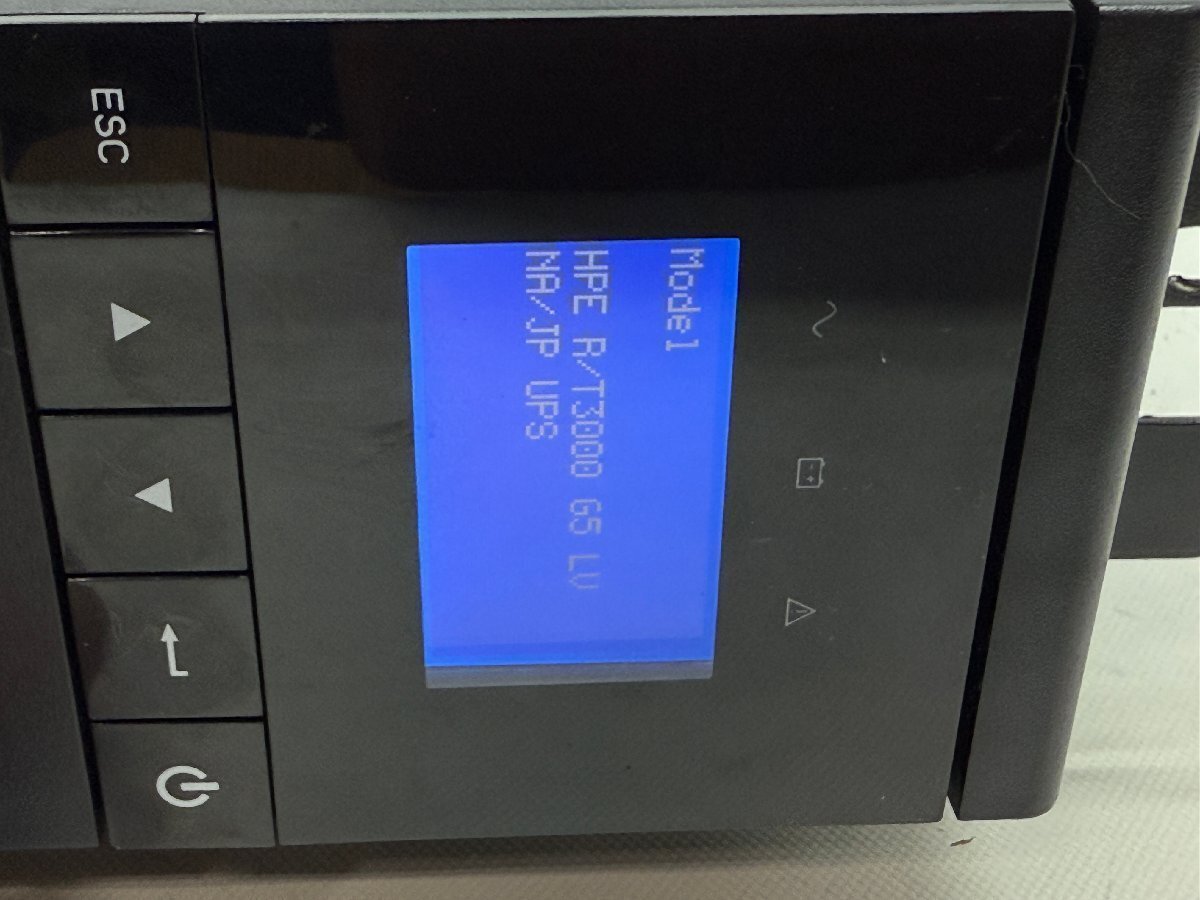 Model
HPE R/T3000 G5 LV
NA/JP UPS
ESC